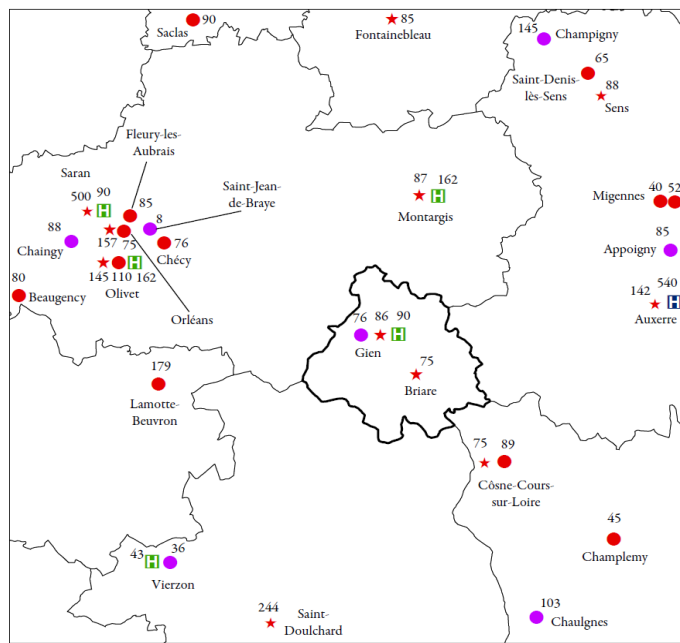 90
Saclas
85
Fontainebleau
145
Champigny
65
Saint-Denis-
lès-Sens
88
Sens
Fleury-les-
Aubrais
Saran
500
90
85
Saint-Jean-
de-Braye
8
87
162
Montargis
40
52
Migennes
88
Chaingy
157
75
76
Chécy
85
Appoigny
80
Beaugency
145
110
162
Olivet
Orléans
142
540
H
Auxerre
76
86
90
Gien
75
Briare
179
Lamotte-
Beuvron
75
89
Côsne-Cours-
sur-Loire
45
Champlemy
43
36
Vierzon
244
Saint-
Doulchard
103
Chaulgnes